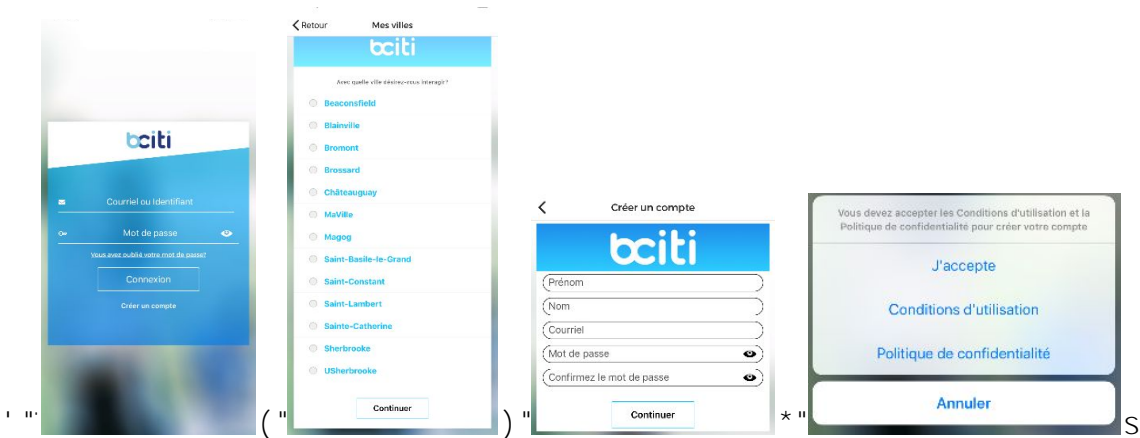 bciti
Courriel ou Identifiant
Mot de passe
Vous avez oublié votre mot de passe?
Connexion
Créer un compte
Retour Mes villes
bciti
Avec quelle ville désirez-vous interagir?
Beaconsfield
Blainville
Bromont
Brossard
Châteauguay
MaVille
Magog
Saint-Basile-le-Grand
Saint-Constant
Saint-Lambert
Sainte-Catherine
Sherbrooke
USherbrooke
Continuer
Créer un compte
bciti
Prénom
Nom
Courriel
Mot de passe
Confirmez le mot de passe
Continuer
Vous devez accepter les Conditions d'utilisation et la
Politique de confidentialité pour créer votre compte
J'accepte
Conditions d'utilisation
Politique de confidentialité
Annuler
' "' ( " ) " * " S